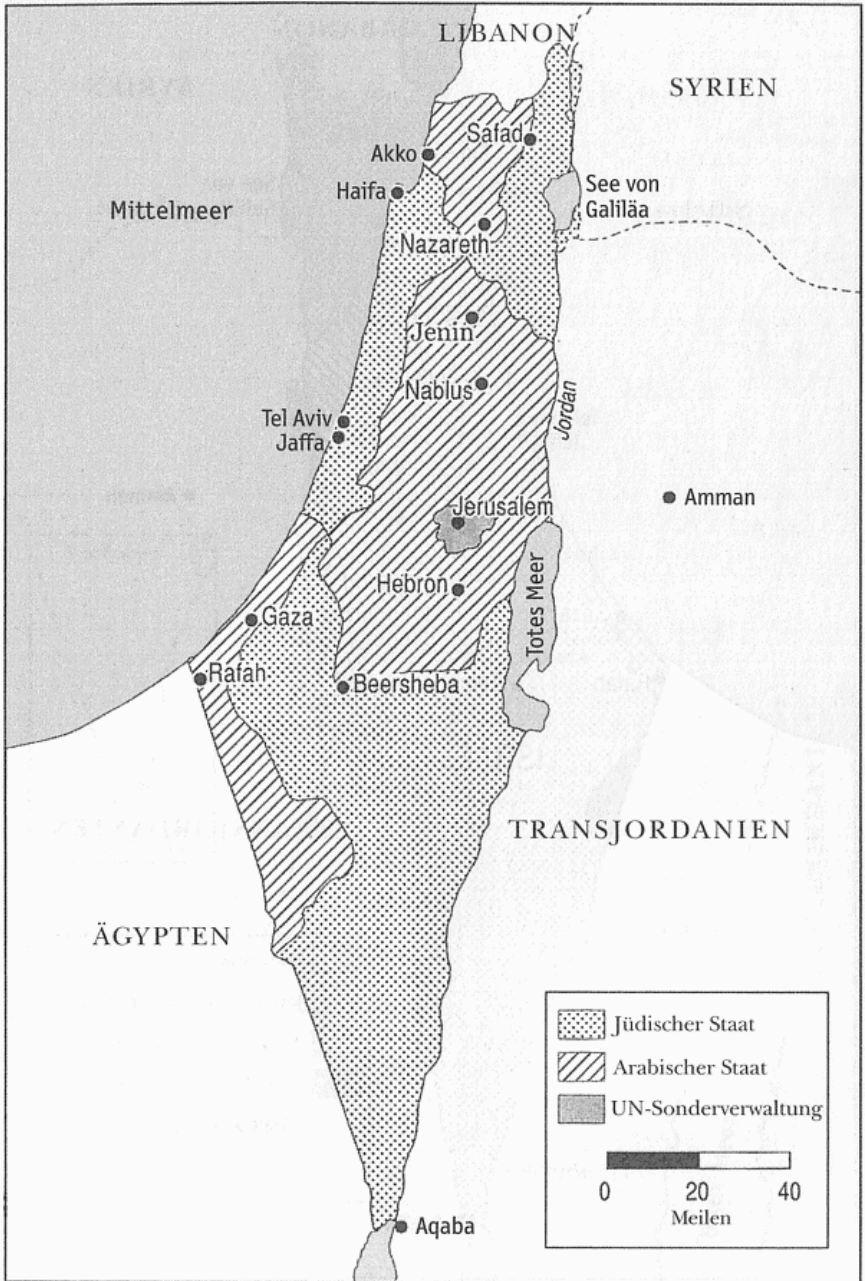 LIBANON
SYRIEN
Safad
Akko
Haifa
See von
Galiläa
Mittelmeer
Nazareth
Jenin
Nablus
Jordan
Tel Aviv
Jaffa
Jerusalem
Amman
Hebron
Totes Meer
Gaza
Rafah
Beersheba
TRANSJORDANIEN
ÄGYPTEN
Jüdischer Staat
Arabischer Staat
UN-Sonderverwaltung
0 20 40
Meilen
Aqaba